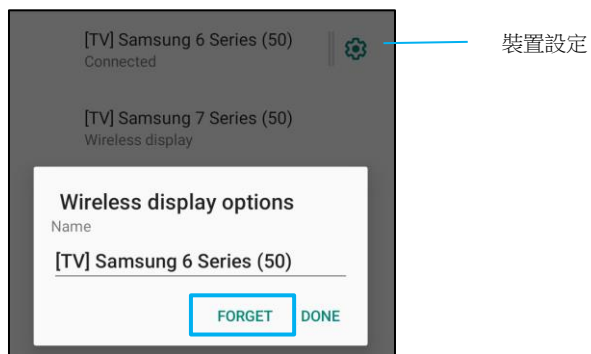 [TV] Samsung 6 Series (50)
Connected
裝置設定
[TV] Samsung 7 Series (50)
Wireless display
Wireless display options
Name
[TV] Samsung 6 Series (50)
FORGET DONE